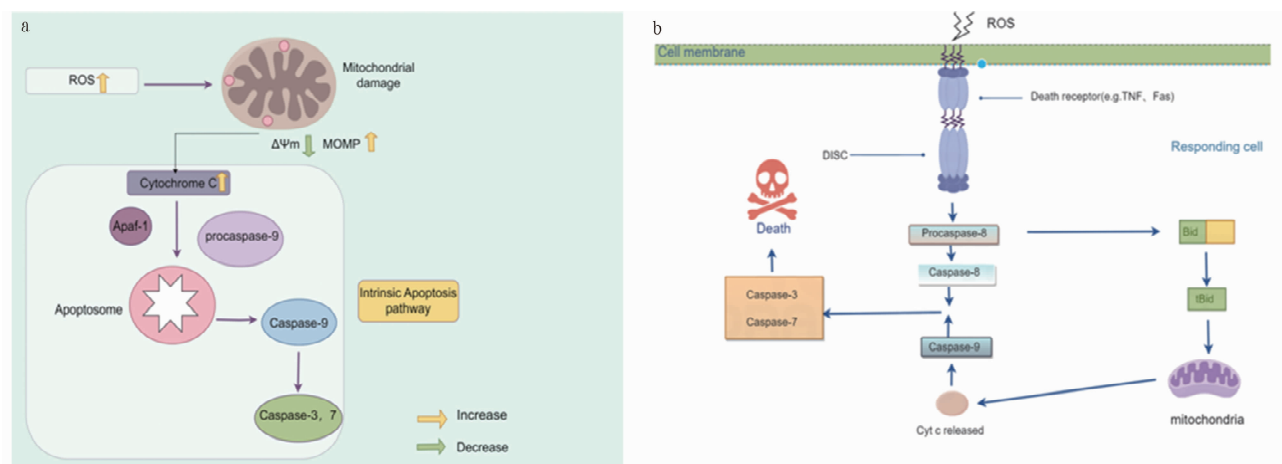 a
ROS
Mitochondrial
damage
ΔΨm
MOMP
Cytochrome C
Apaf-1
procaspase-9
Apoptosome
Caspase-9
Intrinsic Apoptosis
pathway
Caspase-3，7
Increase
Decrease
b
ROS
Cell membrane
Death receptor(e.g.TNF、Fas)
DISC
Responding cell
Death
Procaspase-8
Bid
Caspase-8
Caspase-3
Caspase-7
tBid
Caspase-9
mitochondria
Cyt c released